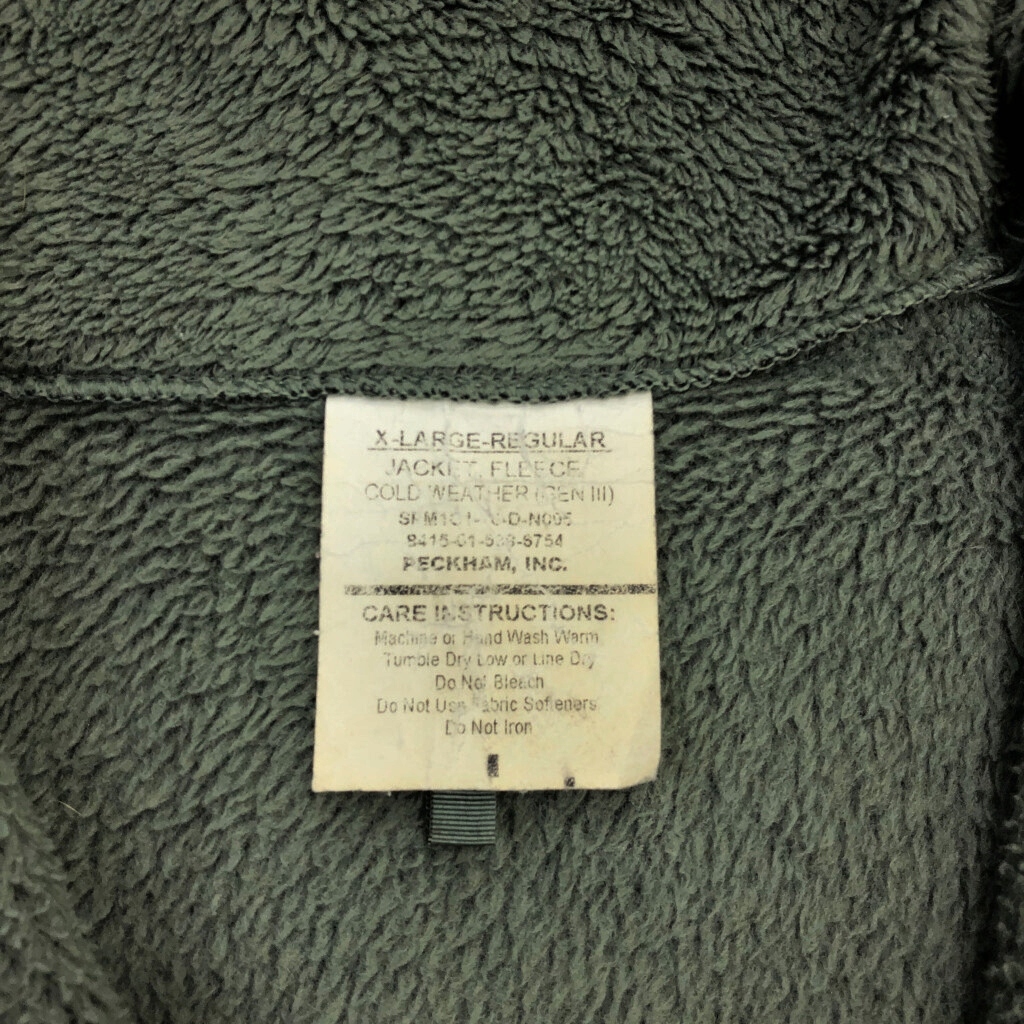 X-LARGE-REGULAR
JACKET, FLEECE
COLD WEATHER (GEN III)
PECKHAM, INC.
CARE INSTRUCTIONS:
Machine or Hand Wash Warm
Tumble Dry Low or Line Dry
Do Not Bleach
Do Not Use Fabric Softeners
Do Not Iron